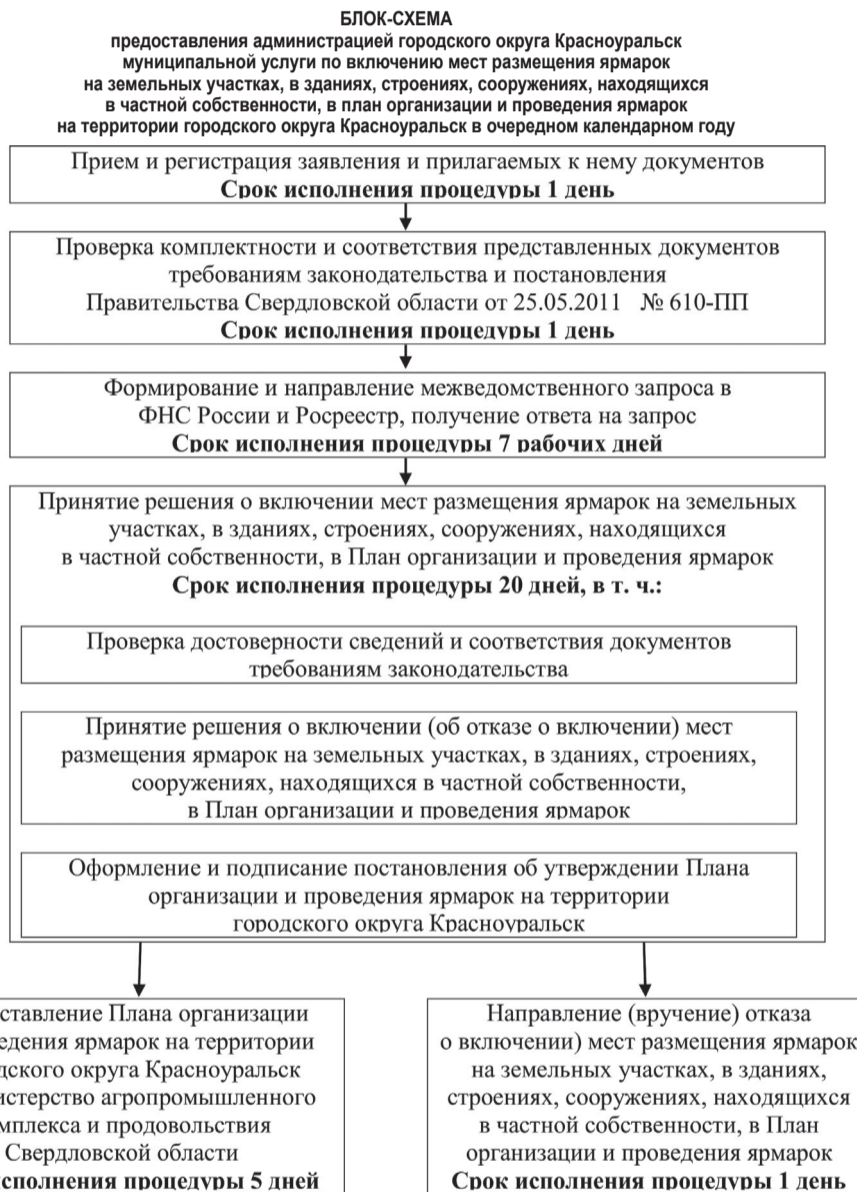 БЛОК-СХЕМА
предоставления администрацией городского округа Красноуральск
муниципальной услуги по включению мест размещения ярмарок
на земельных участках, в зданиях, строениях, сооружениях, находящихся
в частной собственности, в план организации и проведения ярмарок
на территории городского округа Красноуральск в очередном календарном году
Прием и регистрация заявления и прилагаемых к нему документов
Срок исполнения процедуры 1 день
Проверка комплектности и соответствия представленных документов
требованиям законодательства и постановления
Правительства Свердловской области от 25.05.2011 № 610-ПП
Срок исполнения процедуры 1 день
Формирование и направление межведомственного запроса в
ФНС России и Росреестр, получение ответа на запрос
Срок исполнения процедуры 7 рабочих дней
Принятие решения о включении мест размещения ярмарок на земельных
участках, в зданиях, строениях, сооружениях, находящихся
в частной собственности, в План организации и проведения ярмарок
Срок исполнения процедуры 20 дней, в т. ч.:
Проверка достоверности сведений и соответствия документов
требованиям законодательства
Принятие решения о включении (об отказе о включении) мест
размещения ярмарок на земельных участках, в зданиях, строениях,
сооружениях, находящихся в частной собственности,
в План организации и проведения ярмарок
Оформление и подписание постановления об утверждении Плана
организации и проведения ярмарок на территории
городского округа Красноуральск
ставление Плана организации
едения ярмарок на территории
дского округа Красноуральск
истерство агропромышленного
мплекса и продовольствия
Свердловской области
исполнения процедуры 5 дней
Направление (вручение) отказа
о включении) мест размещения ярмарок
на земельных участках, в зданиях,
строениях, сооружениях, находящихся
в частной собственности, в План
организации и проведения ярмарок
Срок исполнения процедуры 1 день